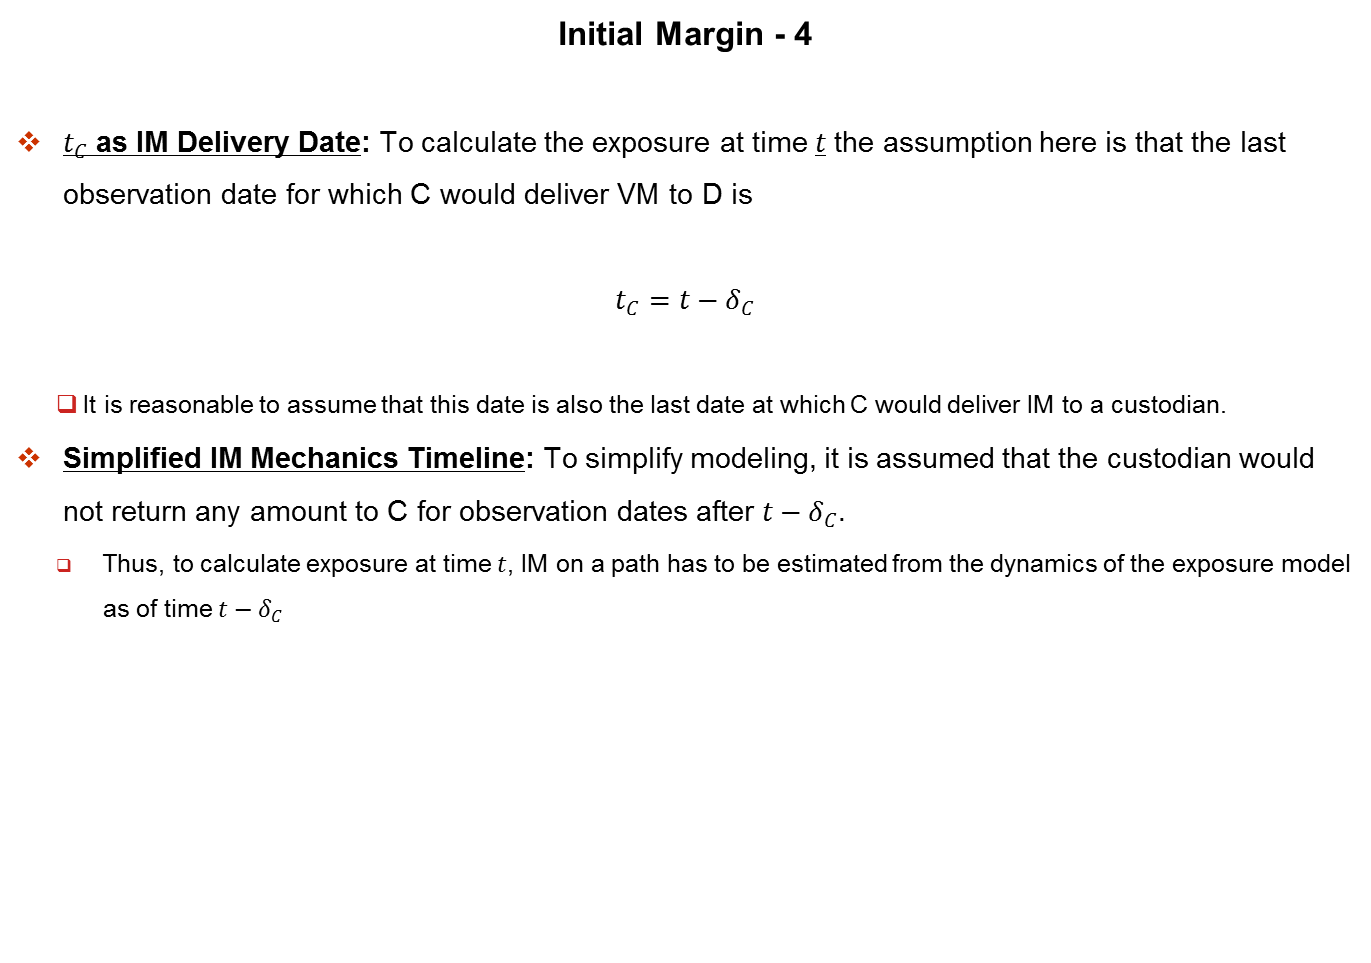 Initial Margin - 4
❖ 𝑡𝐶 as IM Delivery Date: To calculate the exposure at time 𝑡 the assumption here is that the last
observation date for which C would deliver VM to D is
𝑡𝐶 = 𝑡 − 𝛿𝐶
❑ It is reasonable to assume that this date is also the last date at which C would deliver IM to a custodian.
❖ Simplified IM Mechanics Timeline: To simplify modeling, it is assumed that the custodian would
not return any amount to C for observation dates after 𝑡 − 𝛿𝐶.
❑ Thus, to calculate exposure at time 𝑡, IM on a path has to be estimated from the dynamics of the exposure model
as of time 𝑡 − 𝛿𝐶